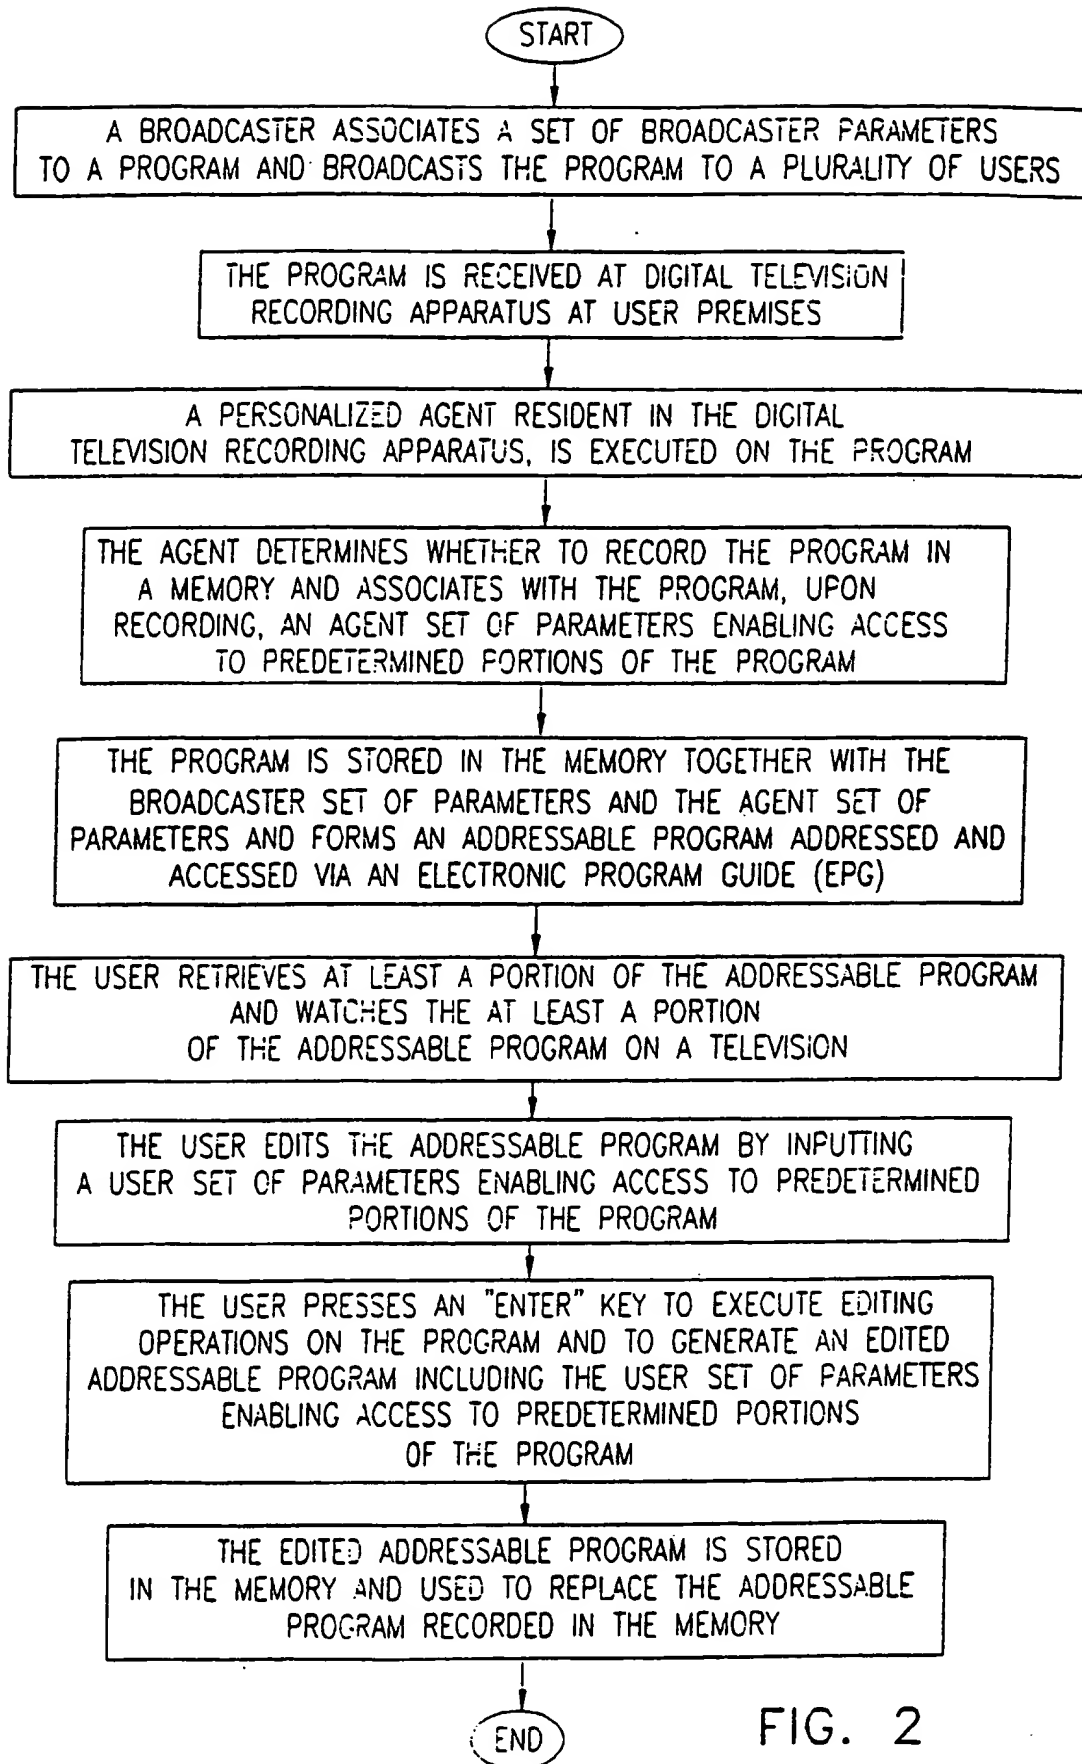 START
A BROADCASTER ASSOCIATES A SET OF BROADCASTER PARAMETERS
TO A PROGRAM AND BROADCASTS THE PROGRAM TO A PLURALITY OF USERS
THE PROGRAM IS RECEIVED AT DIGITAL TELEVISION
RECORDING APPARATUS AT USER PREMISES
A PERSONALIZED AGENT RESIDENT IN THE DIGITAL
TELEVISION RECORDING APPARATUS, IS EXECUTED ON THE PROGRAM
THE AGENT DETERMINES WHETHER TO RECORD THE PROGRAM IN
A MEMORY AND ASSOCIATES WITH THE PROGRAM, UPON
RECORDING, AN AGENT SET OF PARAMETERS ENABLING ACCESS
TO PREDETERMINED PORTIONS OF THE PROGRAM
THE PROGRAM IS STORED IN THE MEMORY TOGETHER WITH THE
BROADCASTER SET OF PARAMETERS AND THE AGENT SET OF
PARAMETERS AND FORMS AN ADDRESSABLE PROGRAM ADDRESSED AND
ACCESSED VIA AN ELECTRONIC PROGRAM GUIDE (EPG)
THE USER RETRIEVES AT LEAST A PORTION OF THE ADDRESSABLE PROGRAM
AND WATCHES THE AT LEAST A PORTION
OF THE ADDRESSABLE PROGRAM ON A TELEVISION
THE USER EDITS THE ADDRESSABLE PROGRAM BY INPUTTING
A USER SET OF PARAMETERS ENABLING ACCESS TO PREDETERMINED
PORTIONS OF THE PROGRAM
THE USER PRESSES AN "ENTER" KEY TO EXECUTE EDITING
OPERATIONS ON THE PROGRAM AND TO GENERATE AN EDITED
ADDRESSABLE PROGRAM INCLUDING THE USER SET OF PARAMETERS
ENABLING ACCESS TO PREDETERMINED PORTIONS
OF THE PROGRAM
THE EDITED ADDRESSABLE PROGRAM IS STORED
IN THE MEMORY AND USED TO REPLACE THE ADDRESSABLE
PROGRAM RECORDED IN THE MEMORY
END
FIG. 2